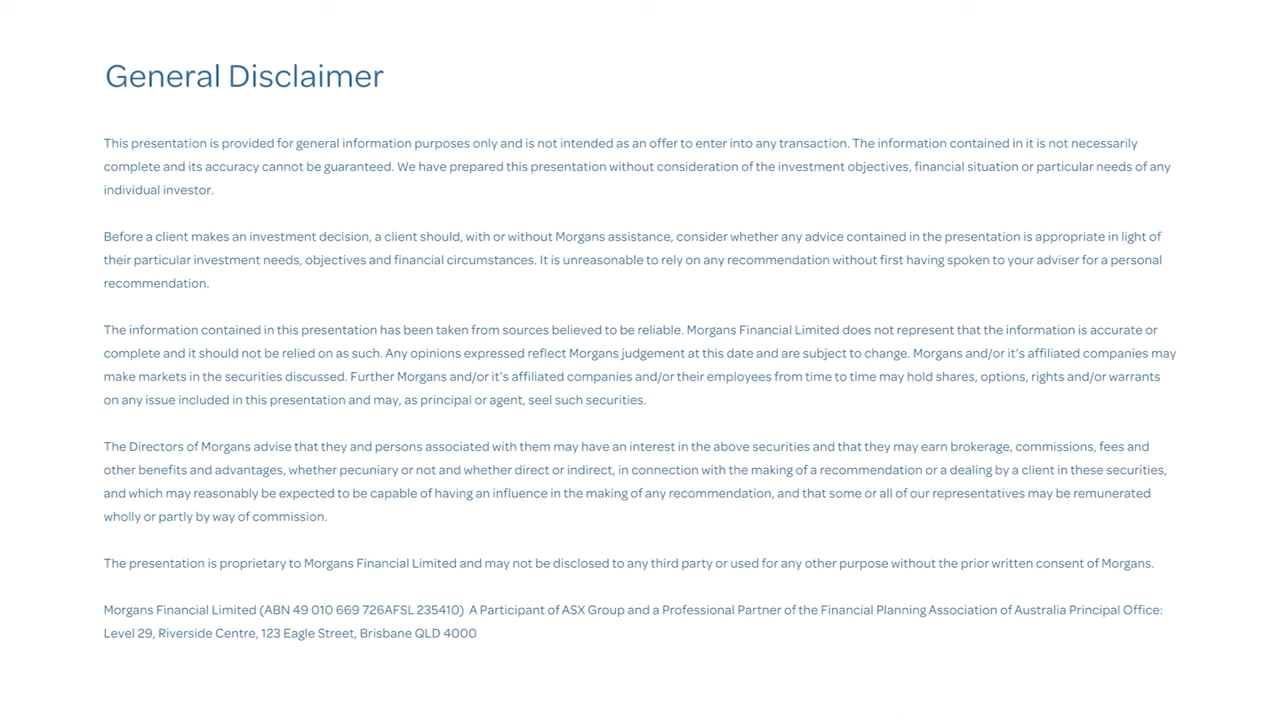 General Disclaimer
This presentation is provided for general information purposes only and is not intended as an offer to enter into any transaction. The information contained in it is not necessarily
complete and its accuracy cannot be guaranteed. We have prepared this presentation without consideration of the investment objectives, financial situation or particular needs of any
individual investor.
Before a client makes an investment decision, a client should, with or without Morgans assistance, consider whether any advice contained in the presentation is appropriate in light of
their particular investment needs, objectives and financial circumstances. It is unreasonable to rely on any recommendation without first having spoken to your adviser for a personal
recommendation.
The information contained in this presentation has been taken from sources believed to be reliable. Morgans Financial Limited does not represent that the information is accurate or
complete and it should not be relied on as such. Any opinions expressed reflect Morgans judgement at this date and are subject to change. Morgans and/or it's affiliated companies may
make markets in the securities discussed. Further Morgans and/or it's affiliated companies and/or their employees from time to time may hold shares, options, rights and/or warrants
on any issue included in this presentation and may, as principal or agent, seel such securities.
The Directors of Morgans advise that they and persons associated with them may have an interest in the above securities and that they may earn brokerage, commissions, fees and
other benefits and advantages, whether pecuniary or not and whether direct or indirect, in connection with the making of a recommendation or a dealing by a client in these securities,
and which may reasonably be expected to be capable of having an influence in the making of any recommendation, and that some or all of our representatives may be remunerated
wholly or partly by way of commission.
The presentation is proprietary to Morgans Financial Limited and may not be disclosed to any third party or used for any other purpose without the prior written consent of Morgans.
Morgans Financial Limited (ABN 49 010 669 726AFSL 235410) A Participant of ASX Group and a Professional Partner of the Financial Planning Association of Australia Principal Office:
Level 29, Riverside Centre, 123 Eagle Street, Brisbane QLD 4000